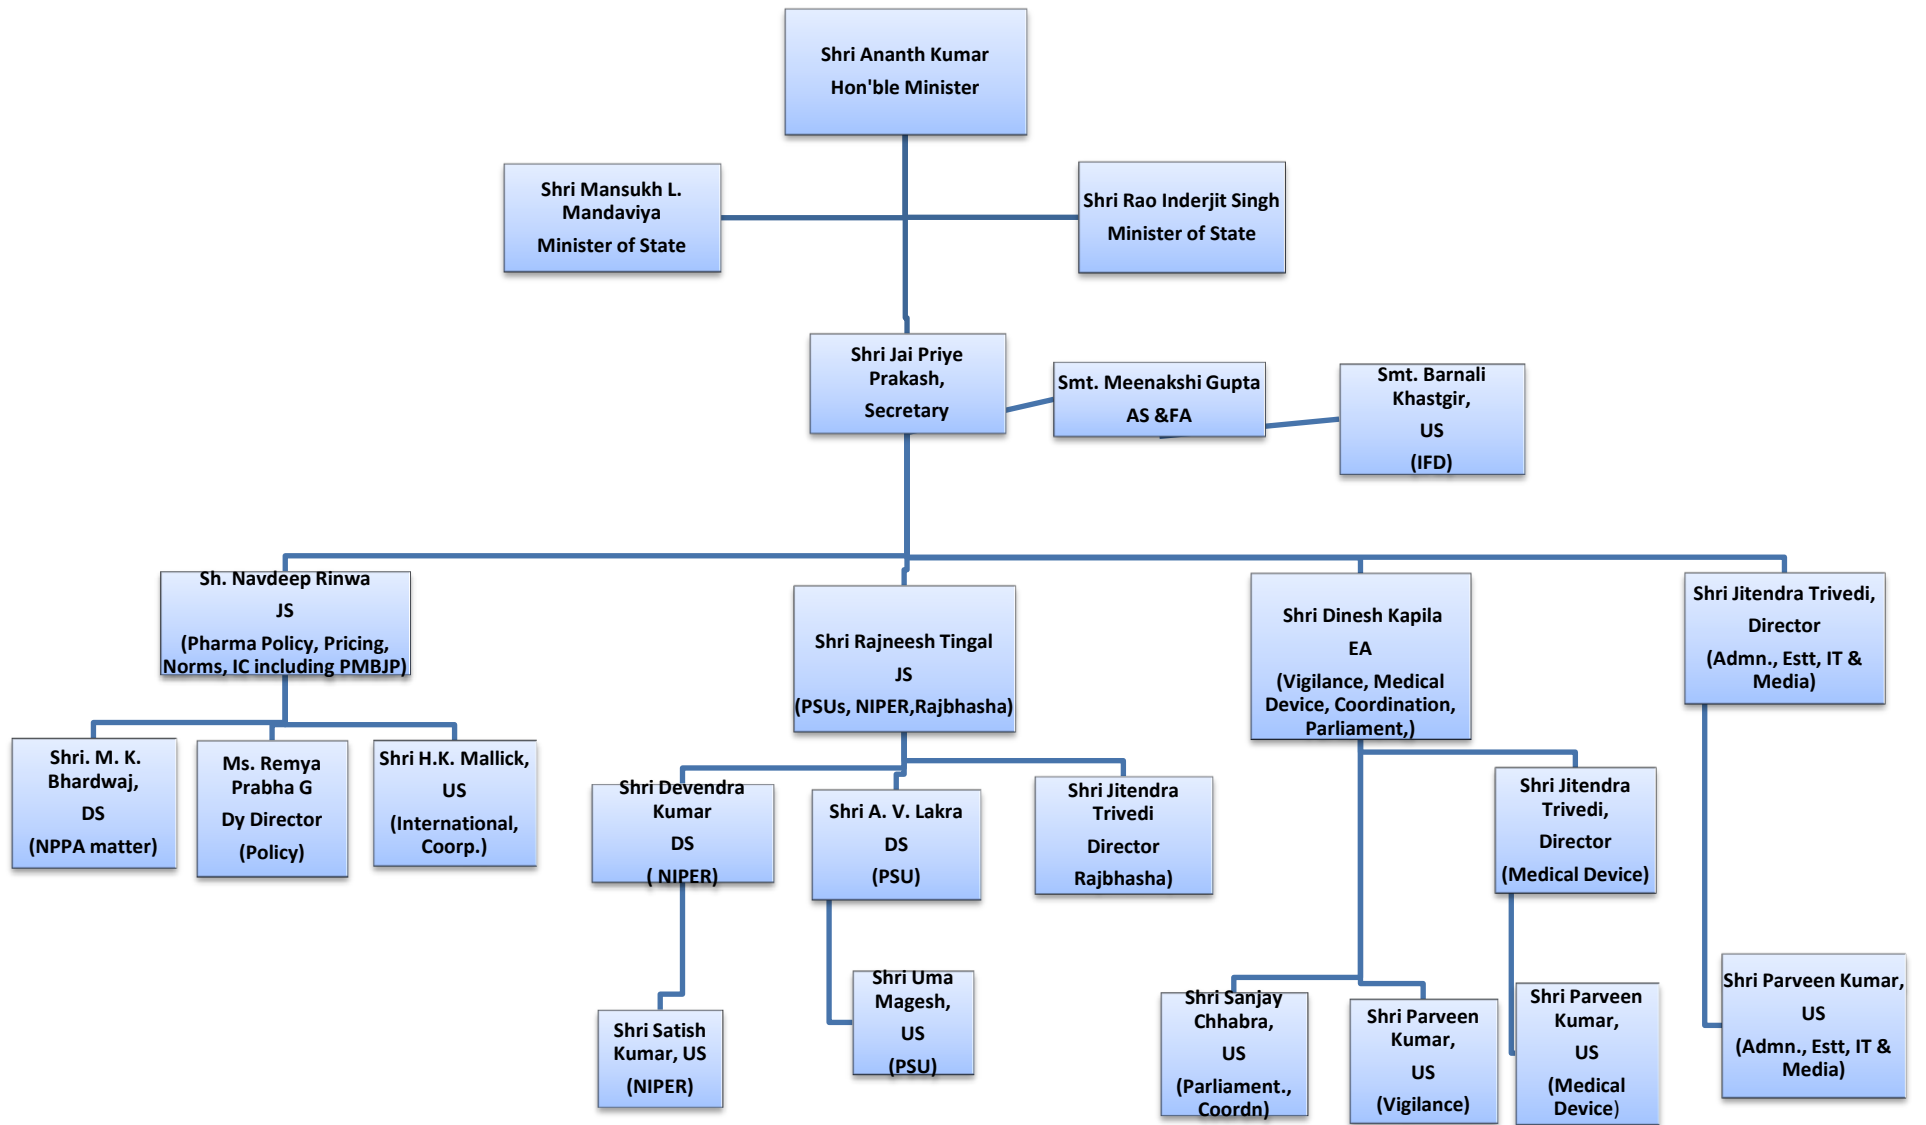 Shri Ananth Kumar
Hon'ble Minister
Shri Mansukh L.
Mandaviya
Minister of State
Shri Rao Inderjit Singh
Minister of State
Shri Jai Priye
Prakash,
Secretary
Smt. Meenakshi Gupta
AS &FA
Smt. Barnali
Khastgir,
US
(IFD)
Sh. Navdeep Rinwa
JS
(Pharma Policy, Pricing,
Norms, IC including PMBJP)
Shri Rajneesh Tingal
JS
(PSUs, NIPER,Rajbhasha)
Shri Dinesh Kapila
EA
(Vigilance, Medical
Device, Coordination,
Parliament,)
Shri Jitendra Trivedi,
Director
(Admn., Estt, IT &
Media)
Shri. M. K.
Bhardwaj,
DS
(NPPA matter)
Ms. Remya
Prabha G
Dy Director
(Policy)
Shri H.K. Mallick,
US
(International,
Coorp.)
Shri Devendra
Kumar
DS
( NIPER)
Shri A. V. Lakra
DS
(PSU)
Shri Jitendra
Trivedi
Director
Rajbhasha)
Shri Jitendra
Trivedi,
Director
(Medical Device)
Shri Satish
Kumar, US
(NIPER)
Shri Uma
Magesh,
US
(PSU)
Shri Sanjay
Chhabra,
US
(Parliament.,
Coordn)
Shri Parveen
Kumar,
US
(Vigilance)
Shri Parveen
Kumar,
US
(Medical
Device)
Shri Parveen Kumar,
US
(Admn., Estt, IT &
Media)